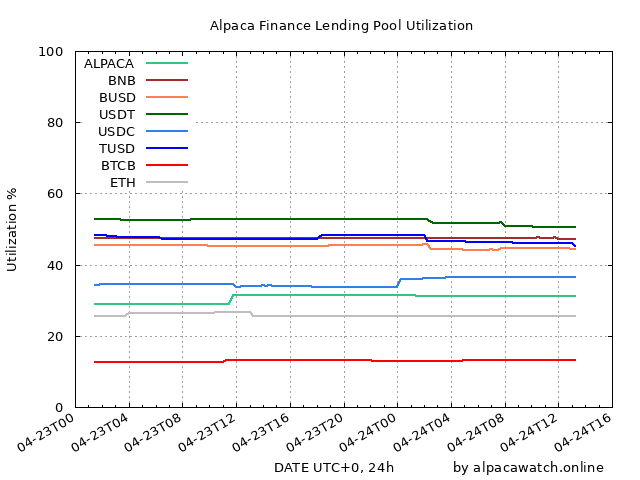 Alpaca Finance Lending Pool Utilization
100
80
60
40
20
0
Utilization %
ALPACA
BNB
BUSD
USDT
USDC
TUSD
BTCB
ETH
04-23T00
04-23T04
04-23T08
04-23T12
04-23T16
04-23T20
04-24T00
04-24T04
04-24T08
04-24T12
04-24T16
DATE UTC+0, 24h
by alpacawatch.online